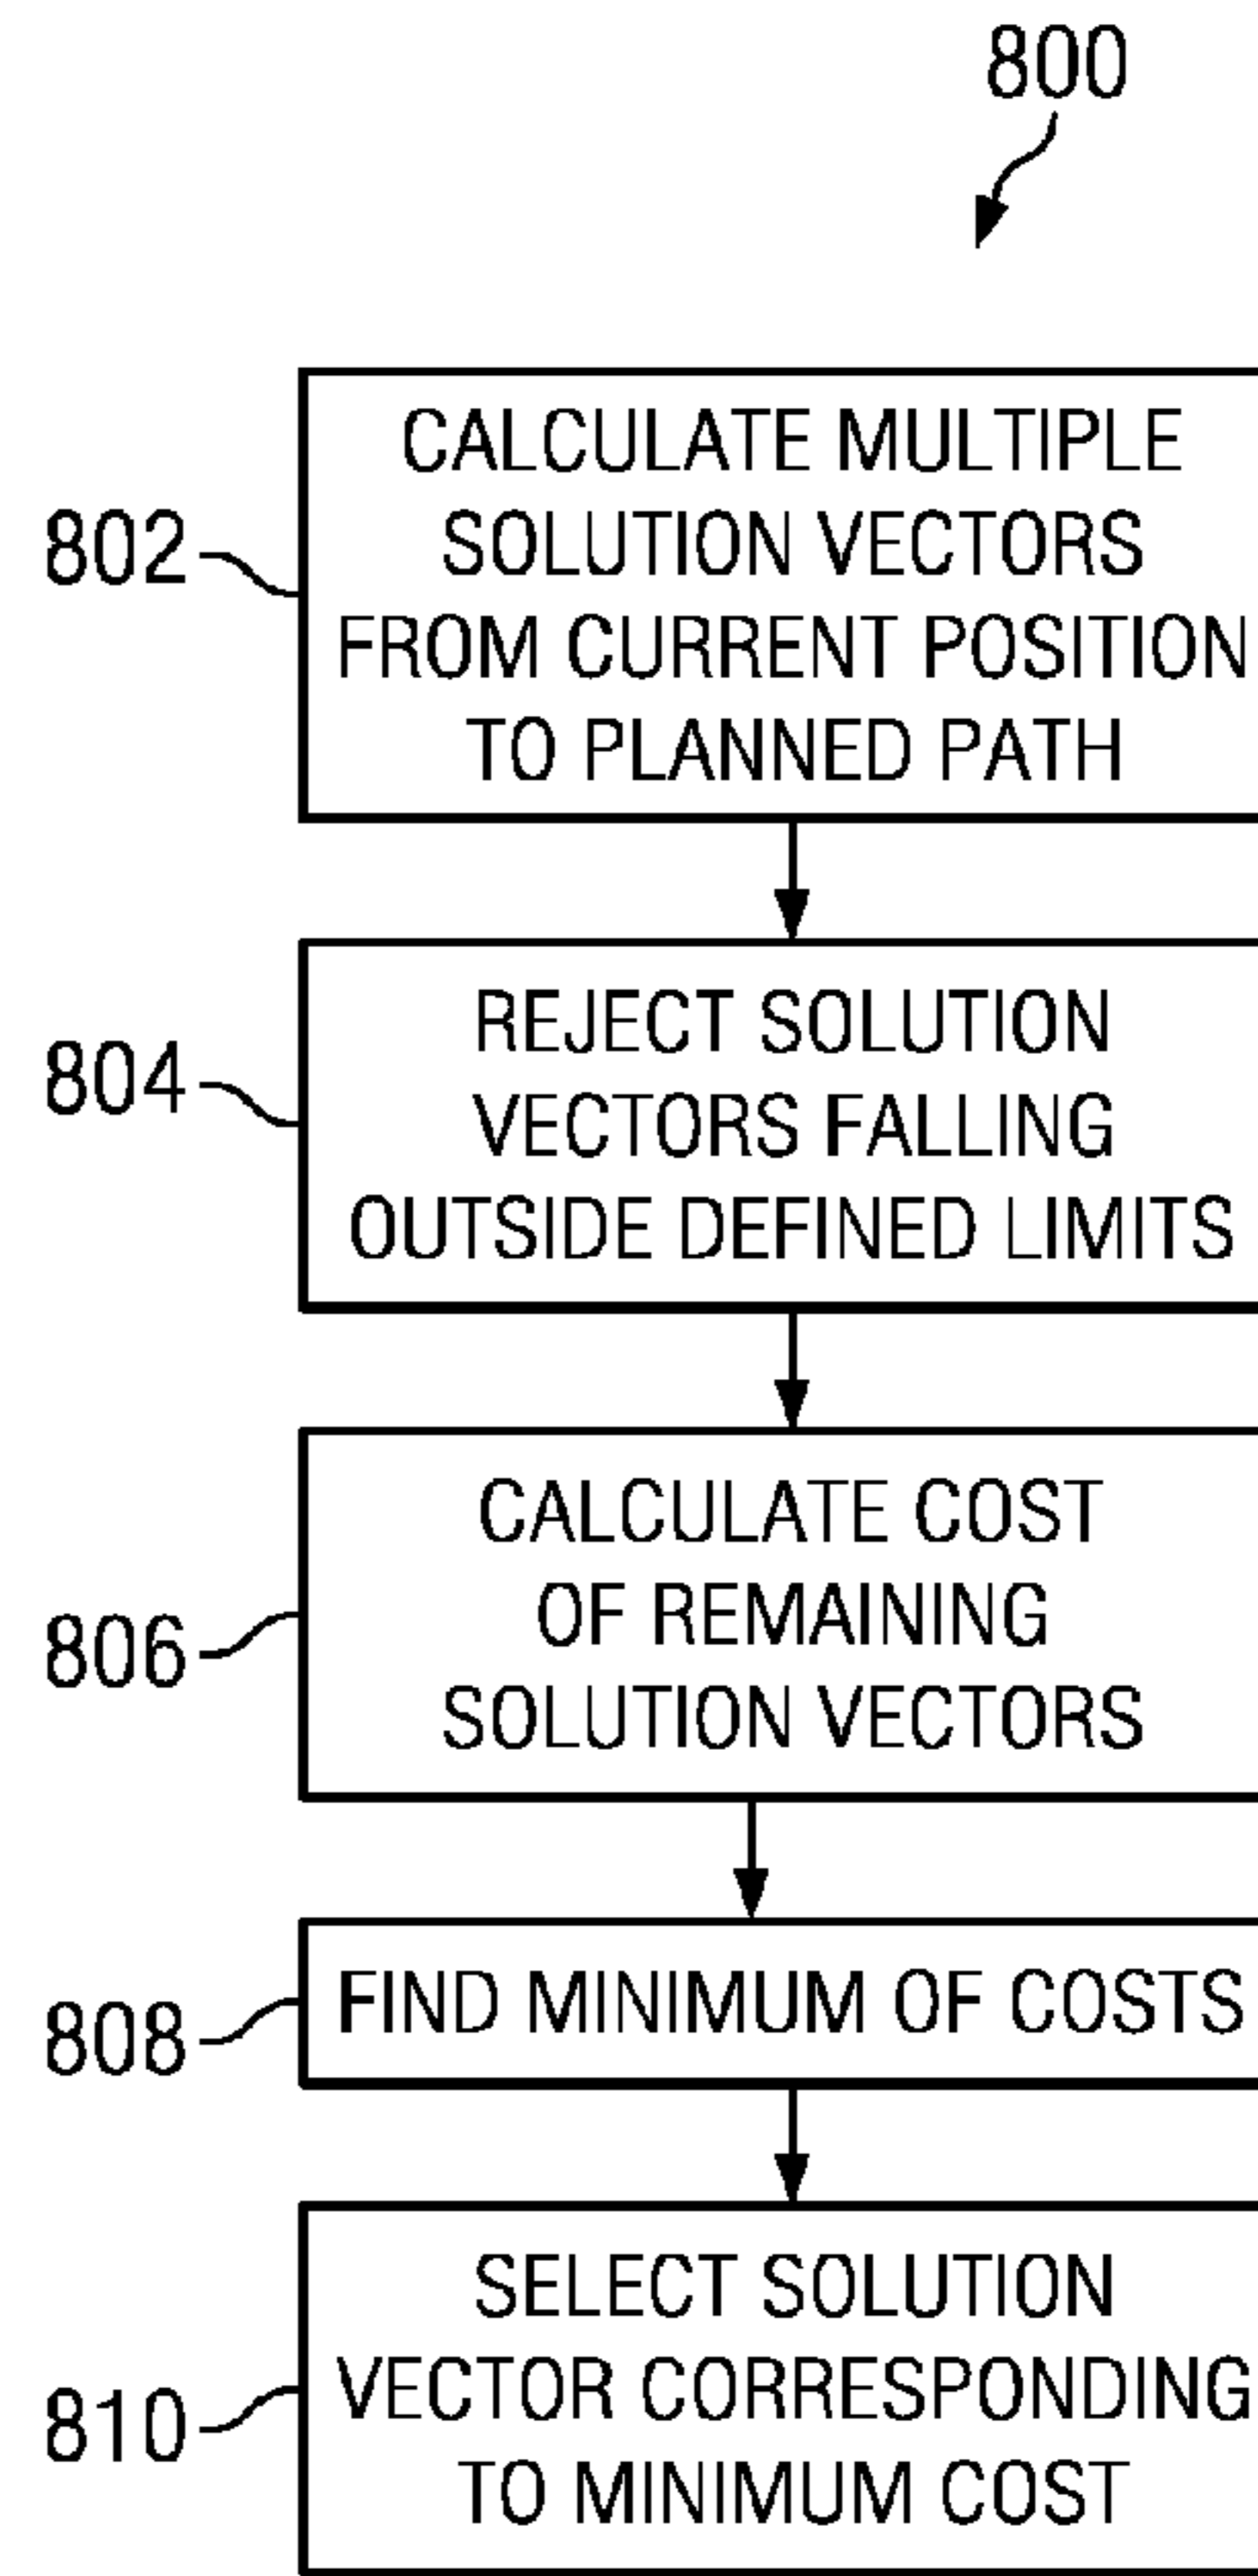 800
802
CALCULATE MULTIPLE
SOLUTION VECTORS
FROM CURRENT POSITION
TO PLANNED PATH
804
REJECT SOLUTION
VECTORS FALLING
OUTSIDE DEFINED LIMITS
806
CALCULATE COST
OF REMAINING
SOLUTION VECTORS
808
FIND MINIMUM OF COSTS
810
SELECT SOLUTION
VECTOR CORRESPONDING
TO MINIMUM COST